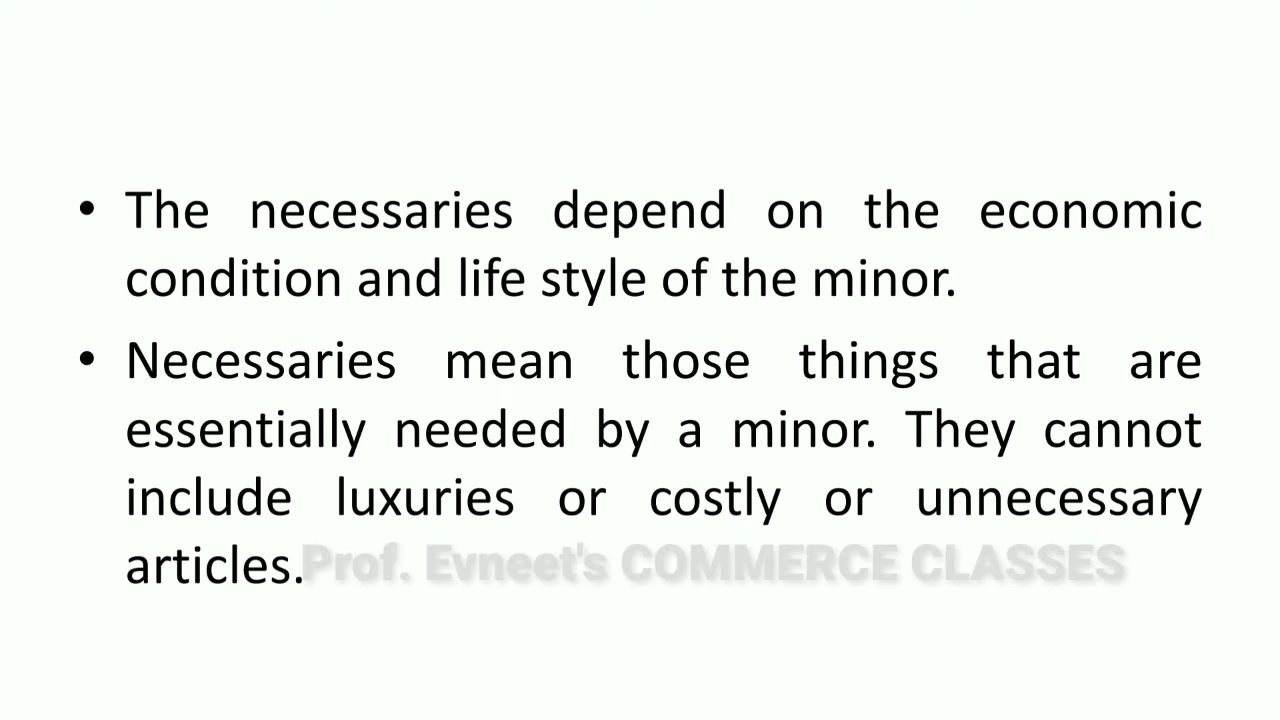 • The necessaries depend on the economic
condition and life style of the minor.
• Necessaries mean those things that are
essentially needed by a minor. They cannot
include luxuries or costly or unnecessary
articles.
Prof. Evneet's COMMERCE CLASSES